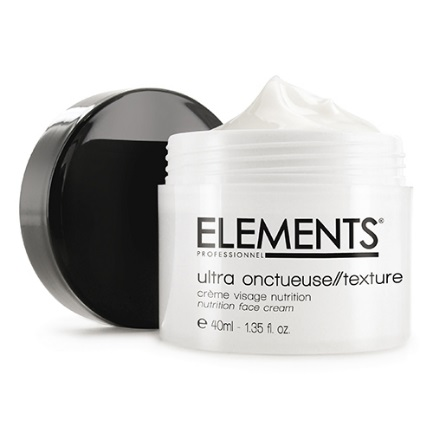 ELEMENTS®
PROFESSIONNEL
ultra onctueuse//texture
crème visage nutrition
nutrition face cream
e 40ml - 1.35 fl. oz.